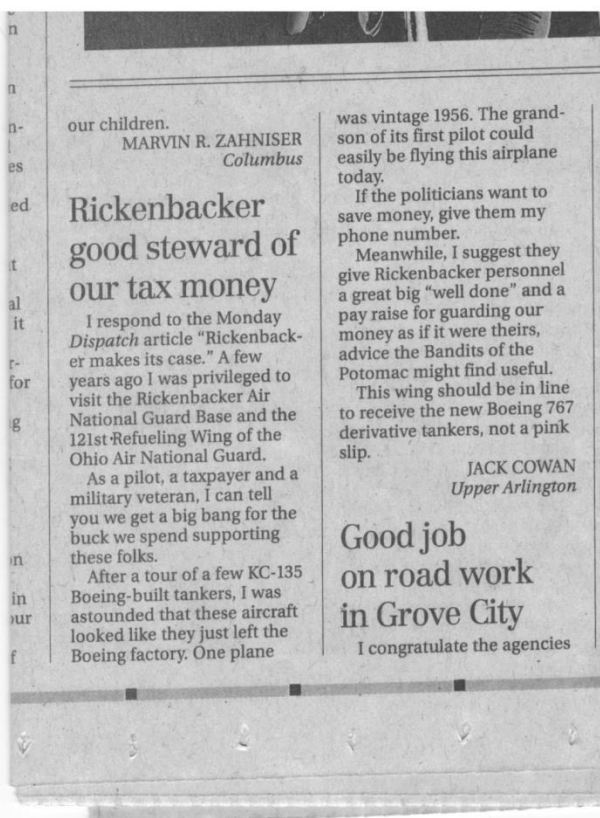 it
for
in
our children.
MARVIN R. ZAHNISER
Columbus
Rickenbacker
good steward of
our tax money
I respond to the Monday
Dispatch article “Rickenback-
er makes its case.” A few
years ago I was privileged to
visit the Rickenbacker Air
National Guard Base and the
121st Refueling Wing of the
Ohio Air National Guard.
As a pilot, a taxpayer and a
military veteran, I can tell
you we get a big bang for the
buck we spend supporting
these folks.
After a tour of a few KC-135
Boeing-built tankers, I was
astounded that these aircraft
looked like they just left the
Boeing factory. One plane
was vintage 1956. The grand-
son of its first pilot could
easily be flying this airplane
today.
If the politicians want to
save money, give them my
phone number.
Meanwhile, I suggest they
give Rickenbacker personnel
a great big “well done” and a
pay raise for guarding our
money as if it were theirs,
advice the Bandits of the
Potomac might find useful.
This wing should be in line
to receive the new Boeing 767
derivative tankers, not a pink
slip.
JACK COWAN
Upper Arlington
Good job
on road work
in Grove City
I congratulate the agencies